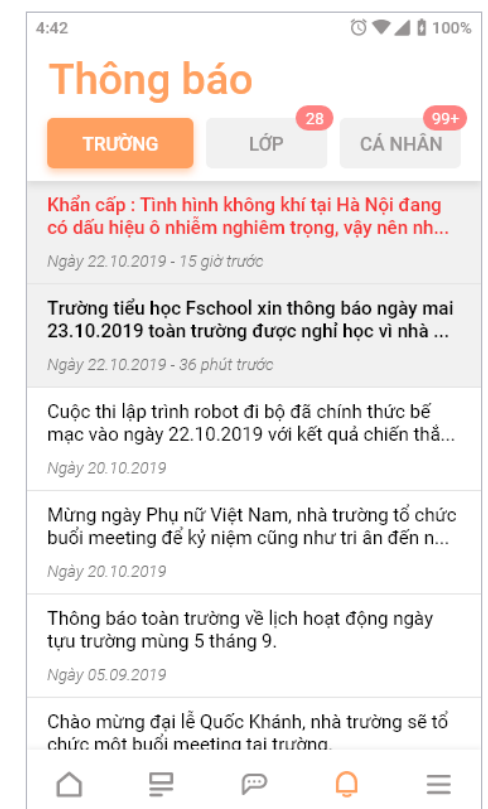 4:42 100%
Thông báo
28 99+
TRƯỜNG LỚP CÁ NHÂN
Khẩn cấp : Tình hình không khí tại Hà Nội đang
có dấu hiệu ô nhiễm nghiêm trọng, vậy nên nh...
Ngày 22.10.2019 - 15 giờ trước
Trường tiểu học Fschool xin thông báo ngày mai
23.10.2019 toàn trường được nghỉ học vì nhà ...
Ngày 22.10.2019 - 36 phút trước
Cuộc thi lập trình robot đi bộ đã chính thức bế
mạc vào ngày 22.10.2019 với kết quả chiến thắ...
Ngày 20.10.2019
Mừng ngày Phụ nữ Việt Nam, nhà trường tổ chức
buổi meeting để kỷ niệm cũng như tri ân đến n...
Ngày 20.10.2019
Thông báo toàn trường về lịch hoạt động ngày
tựu trường mùng 5 tháng 9.
Ngày 05.09.2019
Chào mừng đại lễ Quốc Khánh, nhà trường sẽ tổ
chức một buổi meeting tại trường.